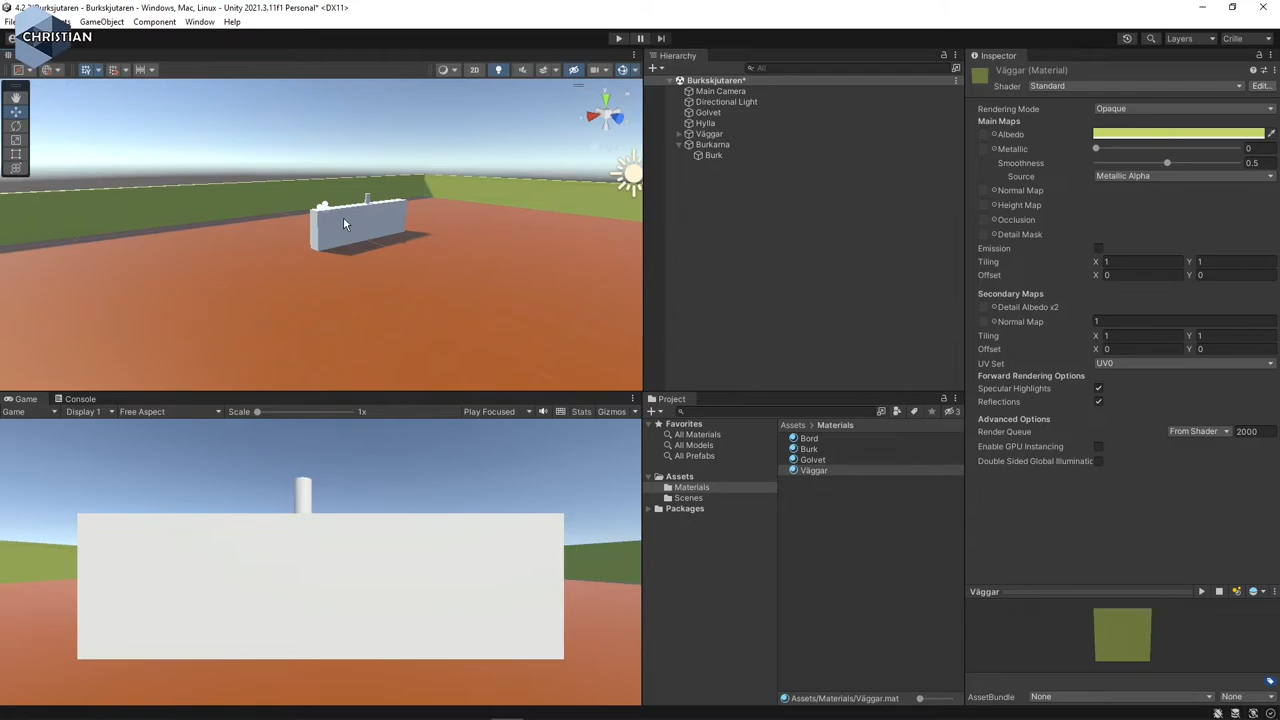 4.2.2
Burksjutaren - Windows, Mac, Linux - Unity 2021.3.11f1 Personal* <DX11>
GameObject Component Window Help
CHRISTIAN
Layers Crille
2D
Hierarchy
All
Burkskjutaren*
Main Camera
Directional Light
Golvet
Hylla
Väggar
Burkarna
Burk
Game Console
Game Display 1 Free Aspect Scale 1x Play Focused Stats Gizmos
Project
3
Favorites
All Materials
All Models
All Prefabs
Assets
Materials
Scenes
Packages
Assets Materials
Bord
Burk
Golvet
Väggar
Assets/Materials/Väggar.mat
Inspector
Väggar (Material)
Shader Standard Edit...
Rendering Mode Opaque
Main Maps
Albedo
Metallic 0
Smoothness 0.5
Source Metallic Alpha
Normal Map
Height Map
Occlusion
Detail Mask
Emission
Tiling X 1 Y 1
Offset X 0 Y 0
Secondary Maps
Detail Albedo x2
Normal Map 1
Tiling X 1 Y 1
Offset X 0 Y 0
UV Set UV0
Forward Rendering Options
Specular Highlights
Reflections
Advanced Options
Render Queue From Shader 2000
Enable GPU Instancing
Double Sided Global Illuminatic
Väggar
AssetBundle None None